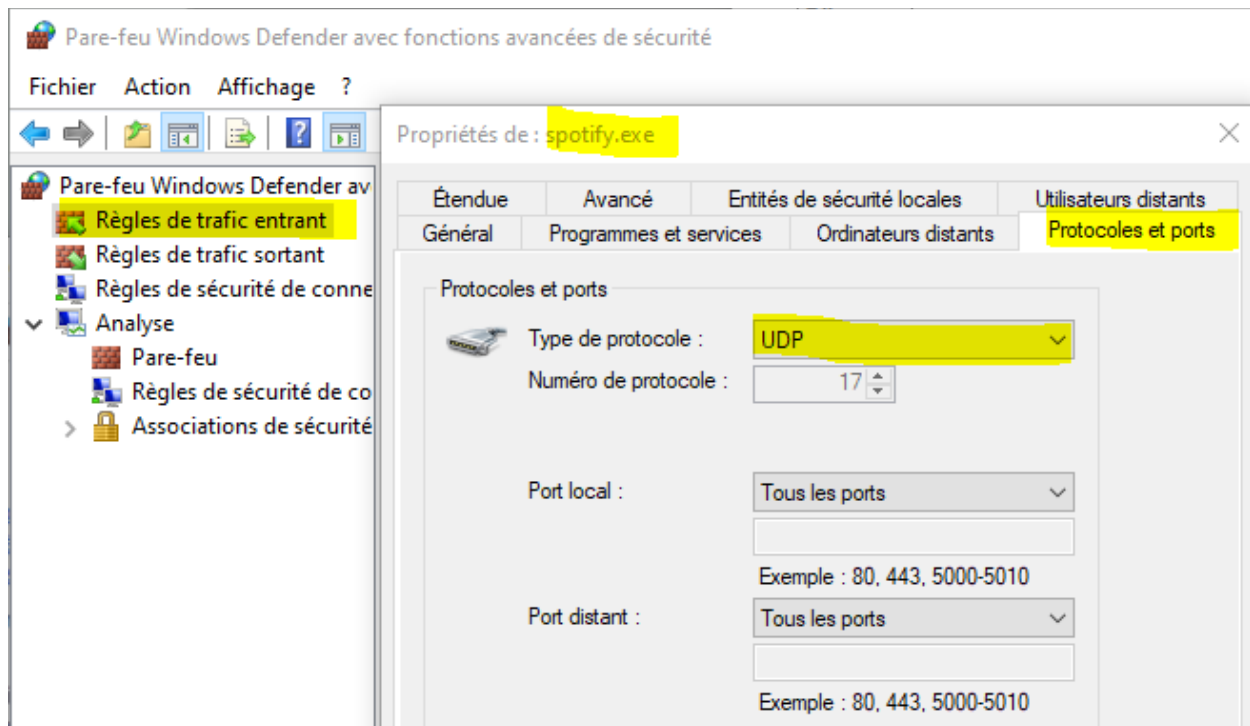 Pare-feu Windows Defender avec fonctions avancées de sécurité
Fichier Action Affichage ?
Propriétés de : spotify.exe
Pare-feu Windows Defender av
Règles de trafic entrant
Règles de trafic sortant
Règles de sécurité de conne
Analyse
Pare-feu
Règles de sécurité de co
Associations de sécurité
Étendue Avancé Entités de sécurité locales Utilisateurs distants
Général Programmes et services Ordinateurs distants Protocoles et ports
Protocoles et ports
Type de protocole : UDP
Numéro de protocole : 17
Port local : Tous les ports
Exemple : 80, 443, 5000-5010
Port distant : Tous les ports
Exemple : 80, 443, 5000-5010